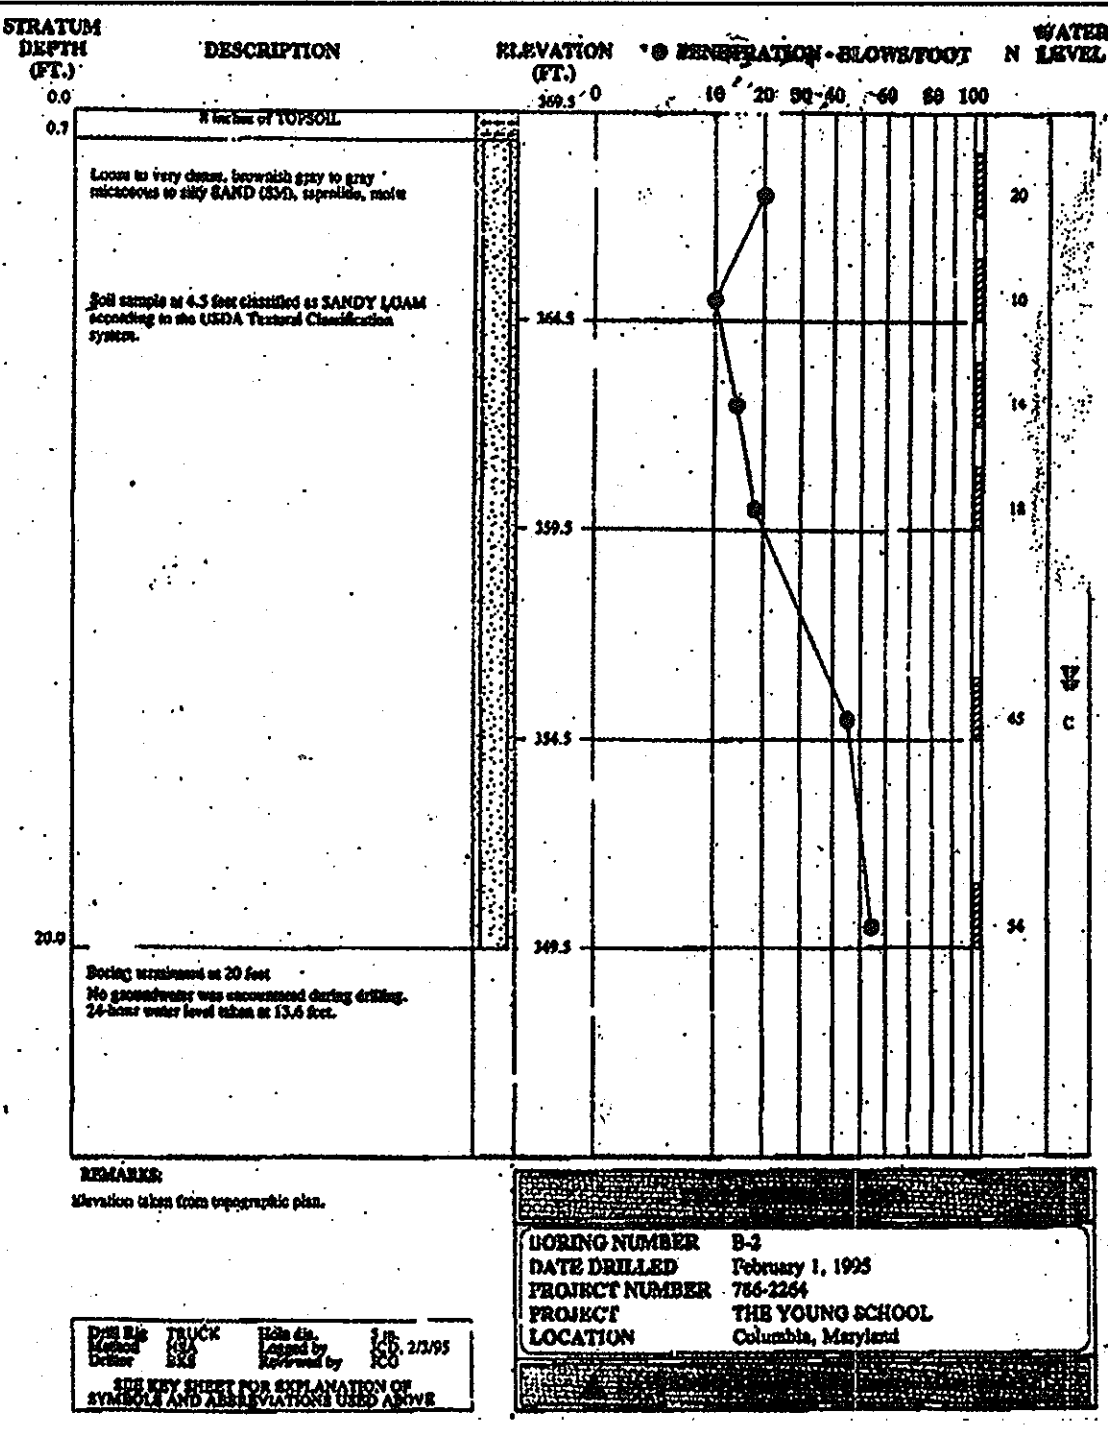 STRATUM DEPTH (FT.)
DESCRIPTION
ELEVATION (FT.)
PENETRATION - BLOWS/FOOT
N
WATER LEVEL
0 10 20 30 40 60 80 100
0.0
369.5
0.7
8 inches of TOPSOIL
Loose to very dense, brownish gray to gray
micaceous to silty SAND (SM), saprolitic, moist
20
Soil sample at 4.5 feet classified as SANDY LOAM
according to the USDA Textural Classification
system.
10
364.5
14
18
359.5
45
C
354.5
54
20.0
349.5
Boring terminated at 20 feet
No groundwater was encountered during drilling.
24-hour water level taken at 13.6 feet.
REMARKS:
Elevation taken from topographic plan.
BORING NUMBER B-2
DATE DRILLED February 1, 1995
PROJECT NUMBER 786-2264
PROJECT THE YOUNG SCHOOL
LOCATION Columbia, Maryland
Drill Rig TRUCK Hole dia. 5 in.
Method HSA Logged by 2/3/95
Driller Reviewed by
SEE KEY SHEET FOR EXPLANATION OF
SYMBOLS AND ABBREVIATIONS USED ABOVE